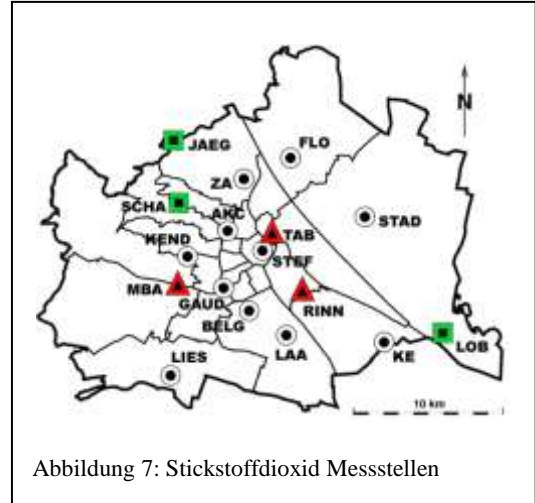 N
JAEG
FLO
ZA
SCHA
AKC
STAD
TAB
KEND
STEF
MBA
GAUD
RINN
BELG
LAA
KE
LOB
LIES
10 km
Abbildung 7: Stickstoffdioxid Messstellen